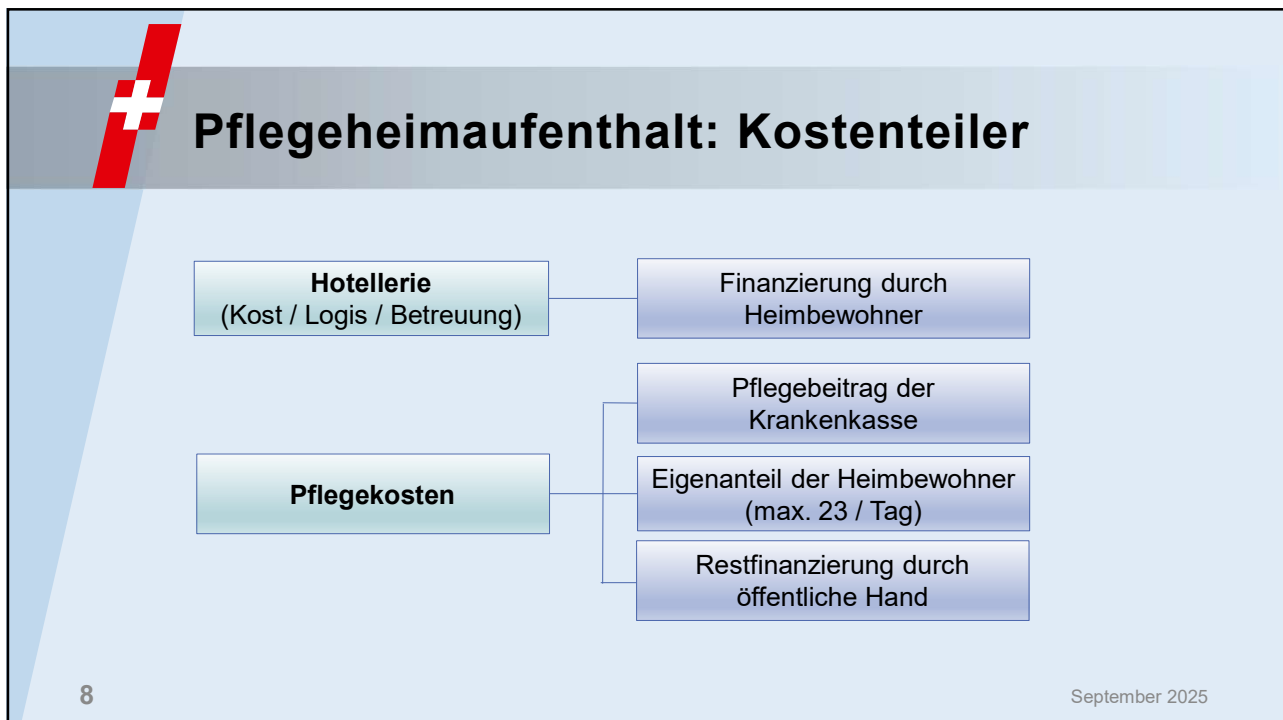 Pflegeheimaufenthalt: Kostenteiler
Hotellerie
(Kost / Logis / Betreuung)
Finanzierung durch
Heimbewohner
Pflegekosten
Pflegebeitrag der
Krankenkasse
Eigenanteil der Heimbewohner
(max. 23 / Tag)
Restfinanzierung durch
öffentliche Hand
8
September 2025